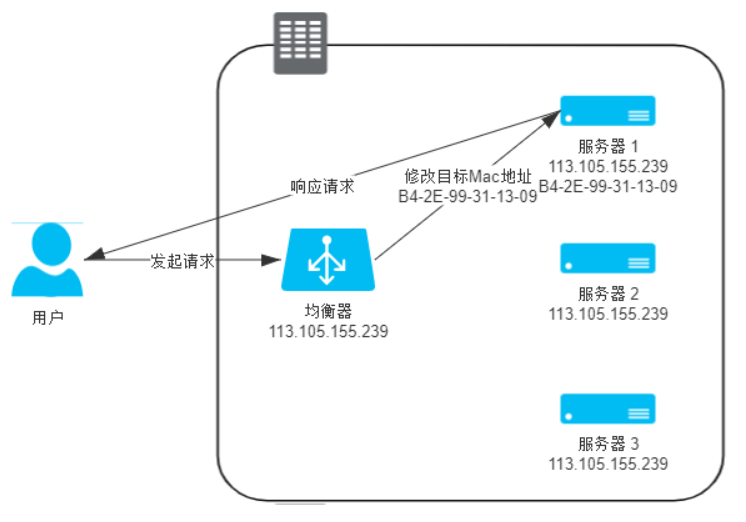 服务器 1
113.105.155.239
B4-2E-99-31-13-09
修改目标Mac地址
B4-2E-99-31-13-09
响应请求
发起请求
用户
均衡器
113.105.155.239
服务器 2
113.105.155.239
服务器 3
113.105.155.239